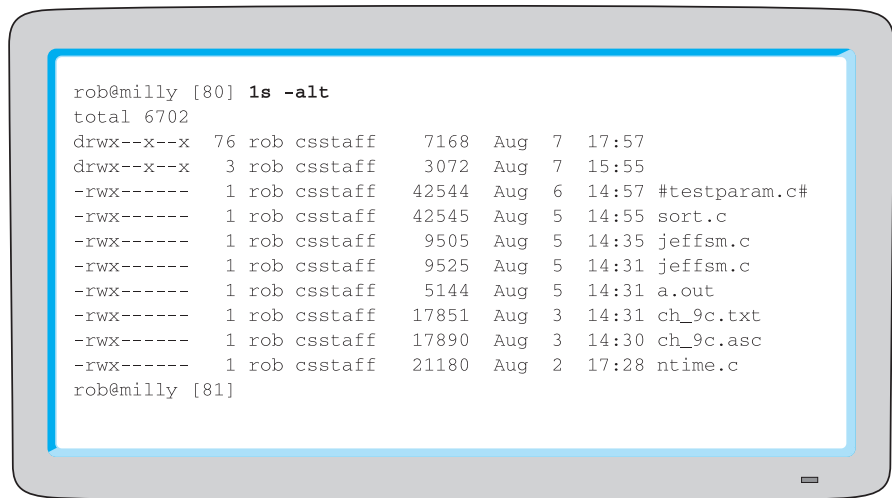 rob@milly [80] 1s -alt
total 6702
drwx--x--x 76 rob csstaff 7168 Aug 7 17:57
drwx--x--x 3 rob csstaff 3072 Aug 7 15:55
-rwx------ 1 rob csstaff 42544 Aug 6 14:57 #testparam.c#
-rwx------ 1 rob csstaff 42545 Aug 5 14:55 sort.c
-rwx------ 1 rob csstaff 9505 Aug 5 14:35 jeffsm.c
-rwx------ 1 rob csstaff 9525 Aug 5 14:31 jeffsm.c
-rwx------ 1 rob csstaff 5144 Aug 5 14:31 a.out
-rwx------ 1 rob csstaff 17851 Aug 3 14:31 ch_9c.txt
-rwx------ 1 rob csstaff 17890 Aug 3 14:30 ch_9c.asc
-rwx------ 1 rob csstaff 21180 Aug 2 17:28 ntime.c
rob@milly [81]